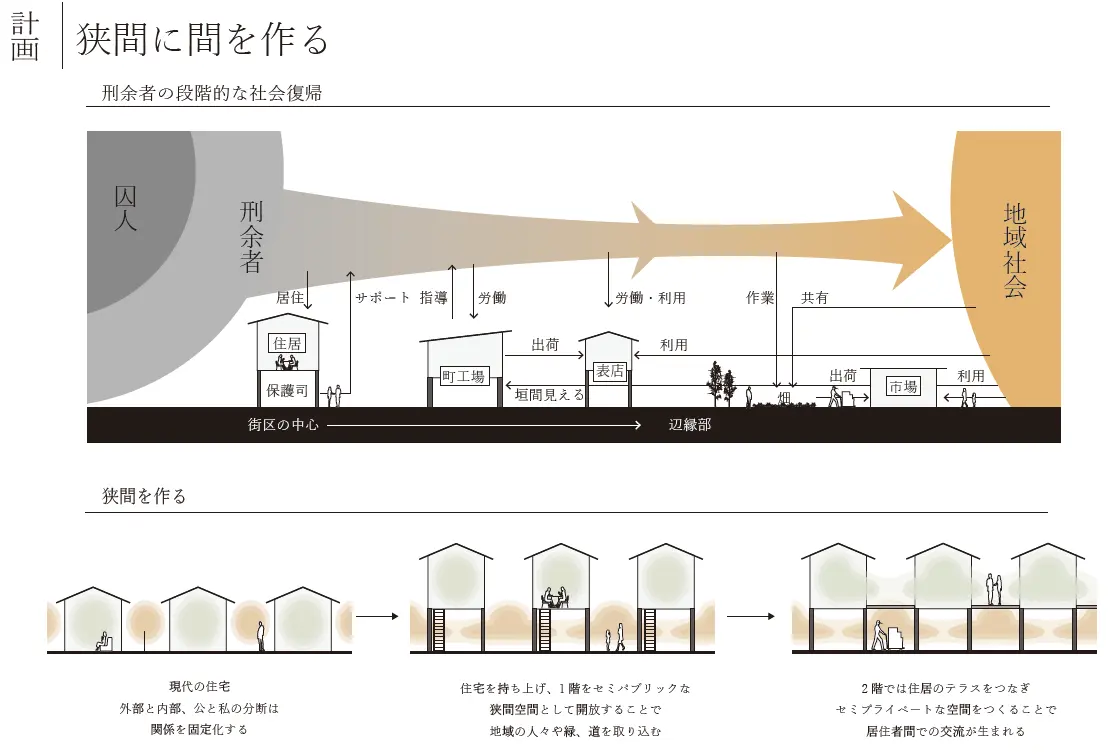 計画
狭間に間を作る
刑余者の段階的な社会復帰
囚人
刑余者
地域社会
居住
サポート
指導
労働
労働・利用
作業
共有
住居
保護司
町工場
出荷
表店
利用
垣間見える
畑
出荷
市場
利用
街区の中心
辺縁部
狭間を作る
現代の住宅
外部と内部、公と私の分断は
関係を固定化する
住宅を持ち上げ、1階をセミパブリックな
狭間空間として開放することで
地域の人々や緑、道を取り込む
2階では住居のテラスをつなぎ
セミプライベートな空間をつくることで
居住者間での交流が生まれる